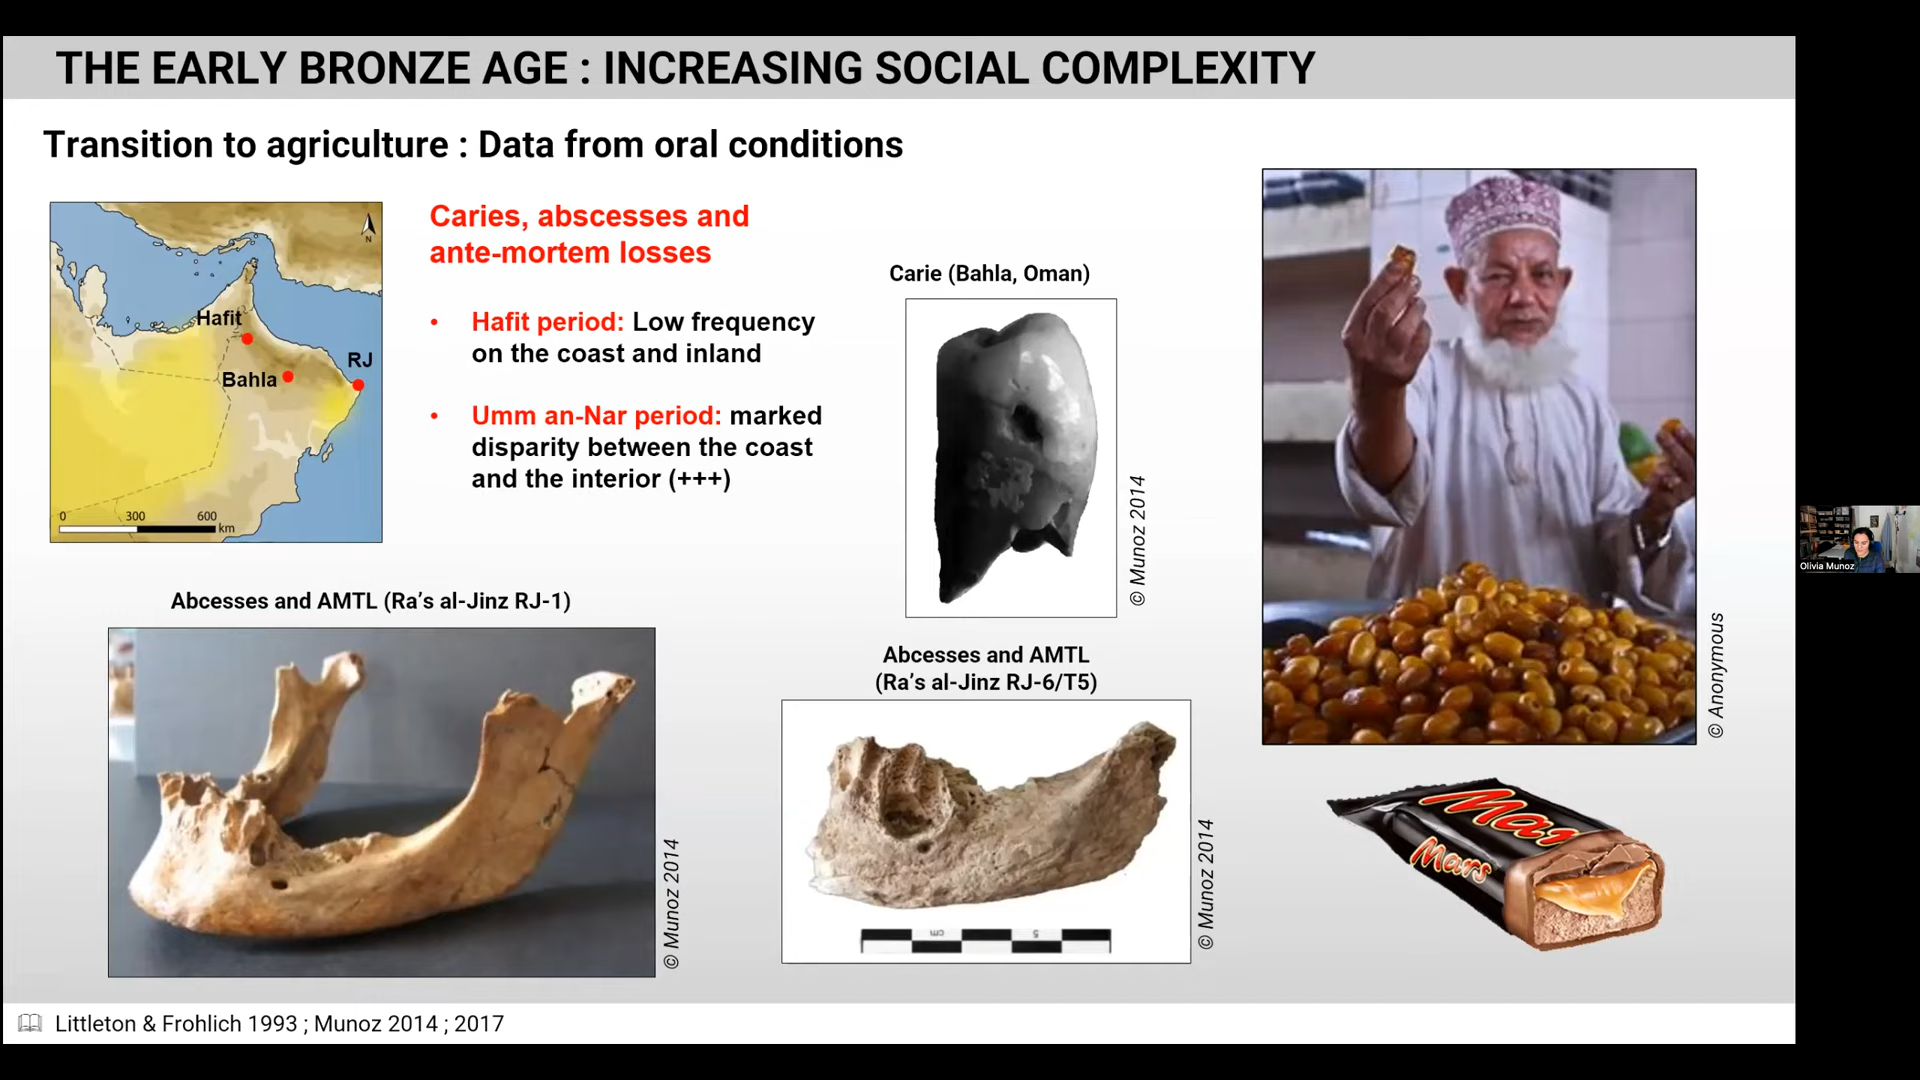 THE EARLY BRONZE AGE : INCREASING SOCIAL COMPLEXITY
Transition to agriculture : Data from oral conditions
N
Hafit
RJ
Bahla
0 300 600 km
Caries, abscesses and
ante-mortem losses
• Hafit period: Low frequency
on the coast and inland
• Umm an-Nar period: marked
disparity between the coast
and the interior (+++)
Carie (Bahla, Oman)
© Munoz 2014
Abcesses and AMTL (Ra’s al-Jinz RJ-1)
© Munoz 2014
Abcesses and AMTL
(Ra’s al-Jinz RJ-6/T5)
cm 5
© Munoz 2014
© Anonymous
Mars
Mars
Olivia Munoz
Littleton & Frohlich 1993 ; Munoz 2014 ; 2017